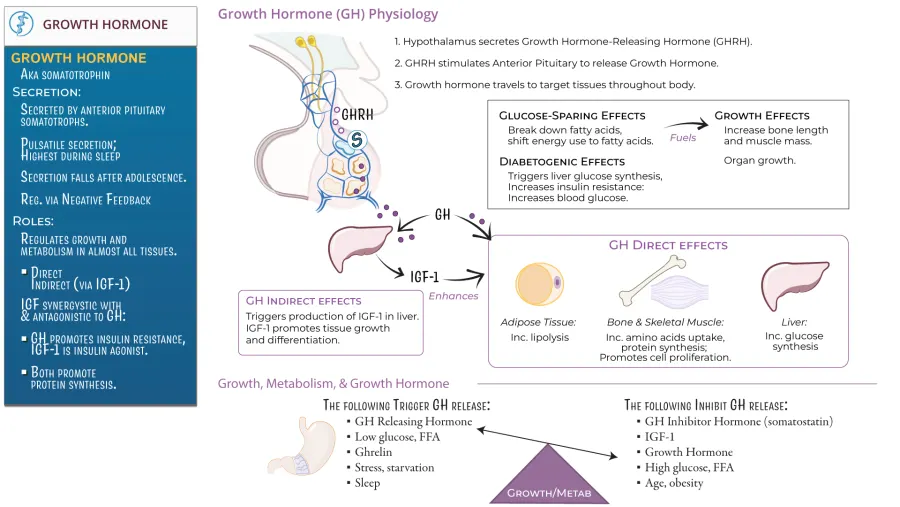 GROWTH HORMONE
GROWTH HORMONE
AKA SOMATOTROPHIN
SECRETION:
SECRETED BY ANTERIOR PITUITARY
SOMATOTROPHS.
PULSATILE SECRETION;
HIGHEST DURING SLEEP
SECRETION FALLS AFTER ADOLESCENCE.
REG. VIA NEGATIVE FEEDBACK
ROLES:
REGULATES GROWTH AND
METABOLISM IN ALMOST ALL TISSUES.
▪ DIRECT
INDIRECT (VIA IGF-1)
IGF SYNERGYSTIC WITH
& ANTAGONISTIC TO GH:
▪ GH PROMOTES INSULIN RESISTANCE,
IGF-1 IS INSULIN AGONIST.
▪ BOTH PROMOTE
PROTEIN SYNTHESIS.
Growth Hormone (GH) Physiology
1. Hypothalamus secretes Growth Hormone-Releasing Hormone (GHRH).
2. GHRH stimulates Anterior Pituitary to release Growth Hormone.
3. Growth hormone travels to target tissues throughout body.
GHRH
S
GLUCOSE-SPARING EFFECTS
Break down fatty acids,
shift energy use to fatty acids.
DIABETOGENIC EFFECTS
Triggers liver glucose synthesis,
Increases insulin resistance:
Increases blood glucose.
Fuels
GROWTH EFFECTS
Increase bone length
and muscle mass.
Organ growth.
GH
IGF-1
Enhances
GH INDIRECT EFFECTS
Triggers production of IGF-1 in liver.
IGF-1 promotes tissue growth
and differentiation.
GH DIRECT EFFECTS
Adipose Tissue:
Inc. lipolysis
Bone & Skeletal Muscle:
Inc. amino acids uptake,
protein synthesis;
Promotes cell proliferation.
Liver:
Inc. glucose
synthesis
Growth, Metabolism, & Growth Hormone
THE FOLLOWING TRIGGER GH RELEASE:
▪ GH Releasing Hormone
▪ Low glucose, FFA
▪ Ghrelin
▪ Stress, starvation
▪ Sleep
GROWTH/METAB
THE FOLLOWING INHIBIT GH RELEASE:
▪ GH Inhibitor Hormone (somatostatin)
▪ IGF-1
▪ Growth Hormone
▪ High glucose, FFA
▪ Age, obesity